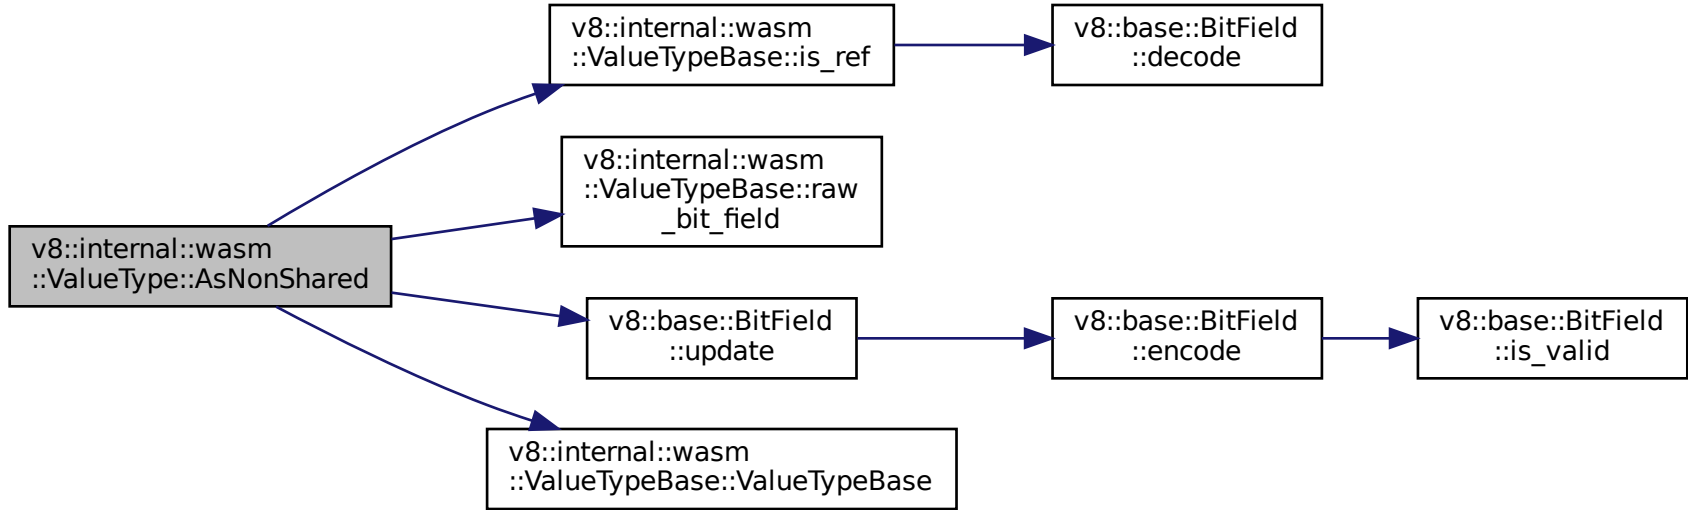 v8::internal::wasm
::ValueTypeBase::is_ref
v8::base::BitField
::decode
v8::internal::wasm
::ValueTypeBase::raw
_bit_field
v8::internal::wasm
::ValueType::AsNonShared
v8::base::BitField
::update
v8::base::BitField
::encode
v8::base::BitField
::is_valid
v8::internal::wasm
::ValueTypeBase::ValueTypeBase